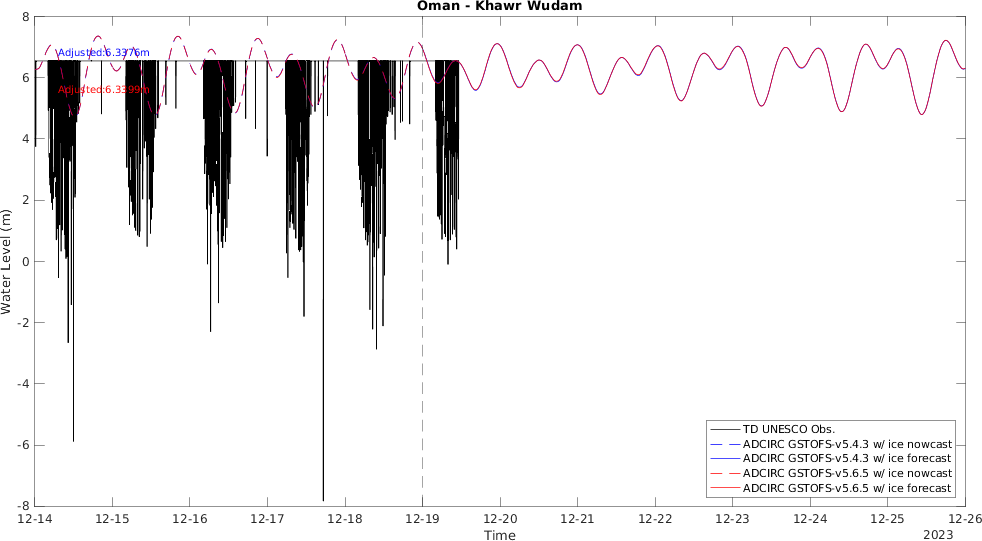 Oman - Khawr Wudam
Adjusted:6.3376m
Adjusted:6.3399m
Water Level (m)
8
6
4
2
0
-2
-4
-6
-8
TD UNESCO Obs.
ADCIRC GSTOFS-v5.4.3 w/ ice nowcast
ADCIRC GSTOFS-v5.4.3 w/ ice forecast
ADCIRC GSTOFS-v5.6.5 w/ ice nowcast
ADCIRC GSTOFS-v5.6.5 w/ ice forecast
12-14 12-15 12-16 12-17 12-18 12-19 12-20 12-21 12-22 12-23 12-24 12-25 12-26
Time
2023